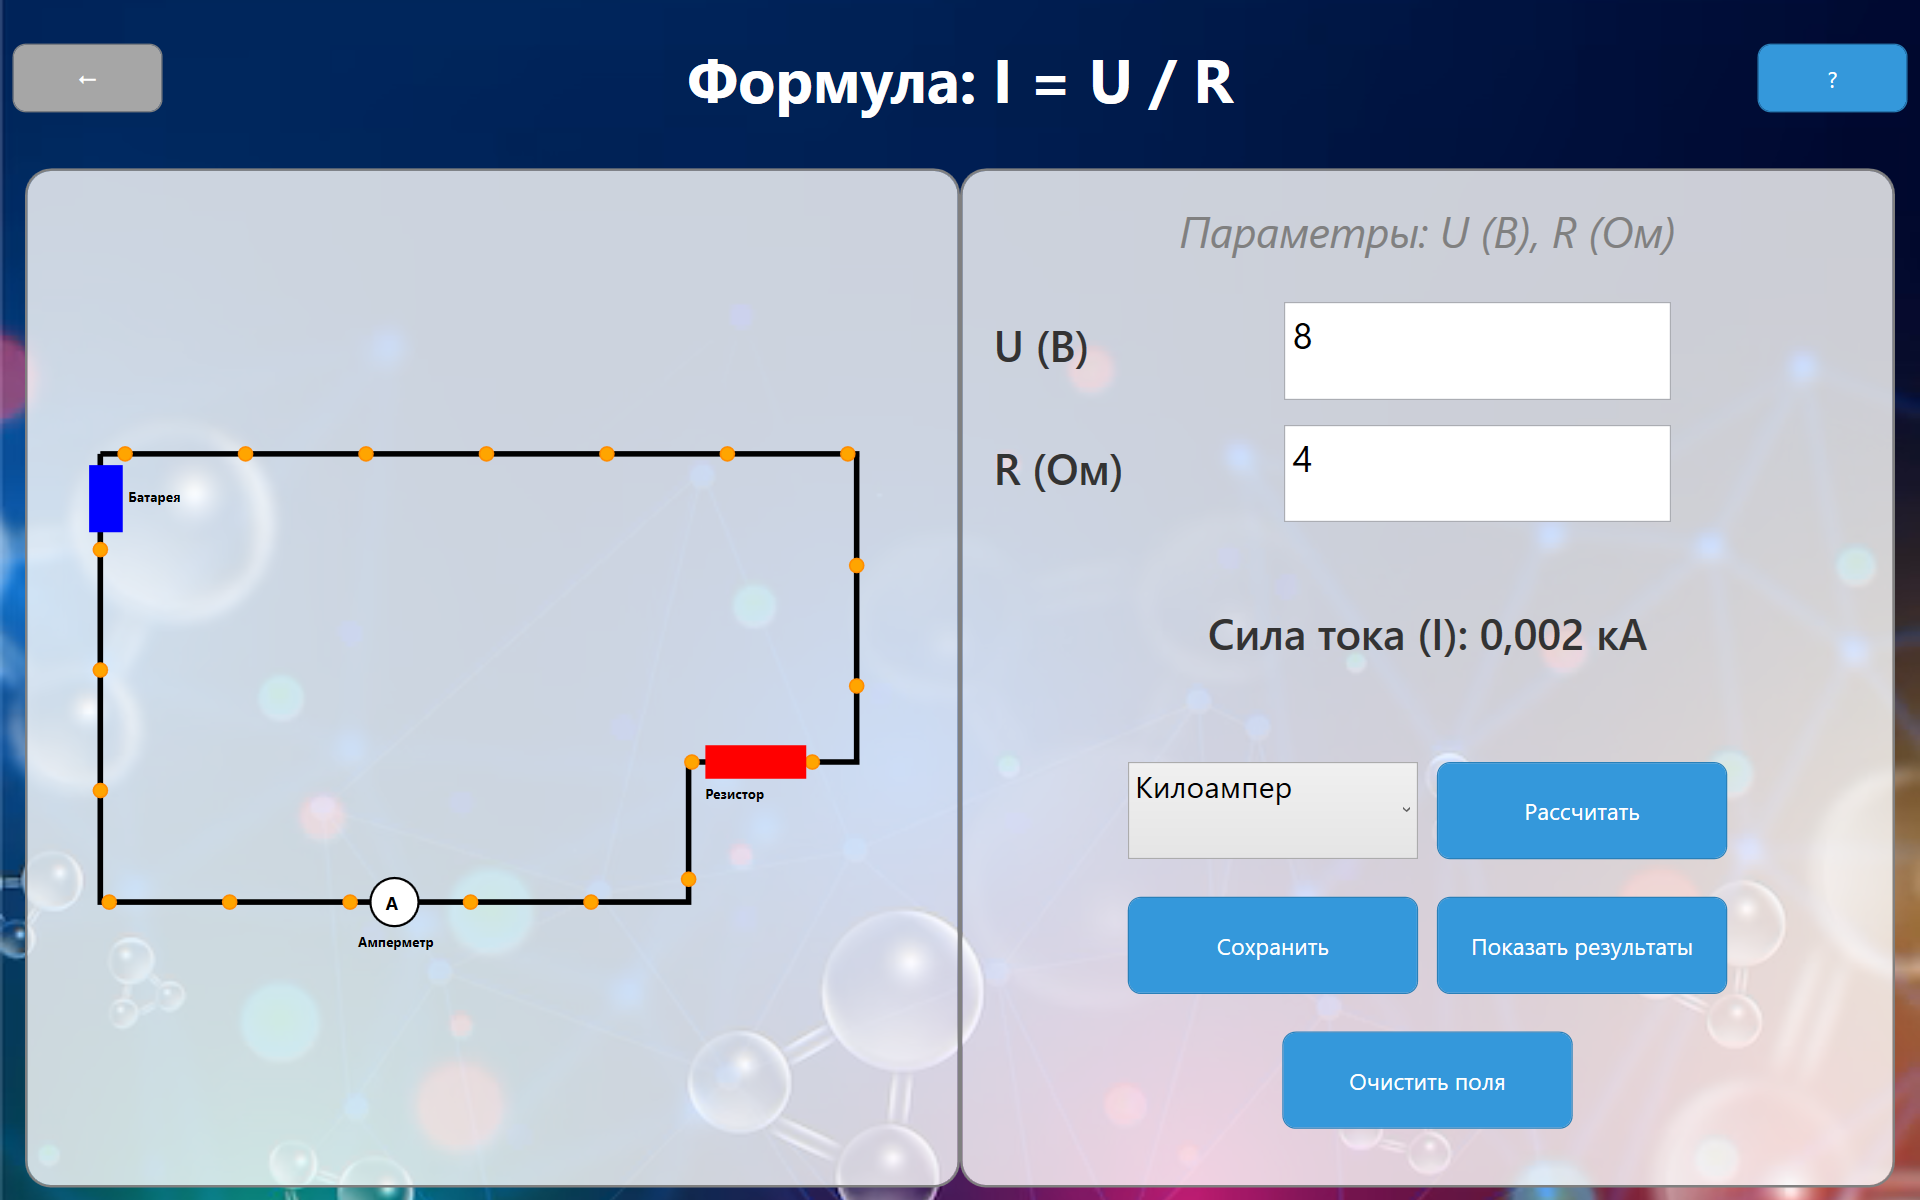 ←
Формула: I = U / R
?
Батарея
Резистор
A
Амперметр
Параметры: U (В), R (Ом)
U (В)
8
R (Ом)
4
Сила тока (I): 0,002 кА
Килоампер
Рассчитать
Сохранить
Показать результаты
Очистить поля